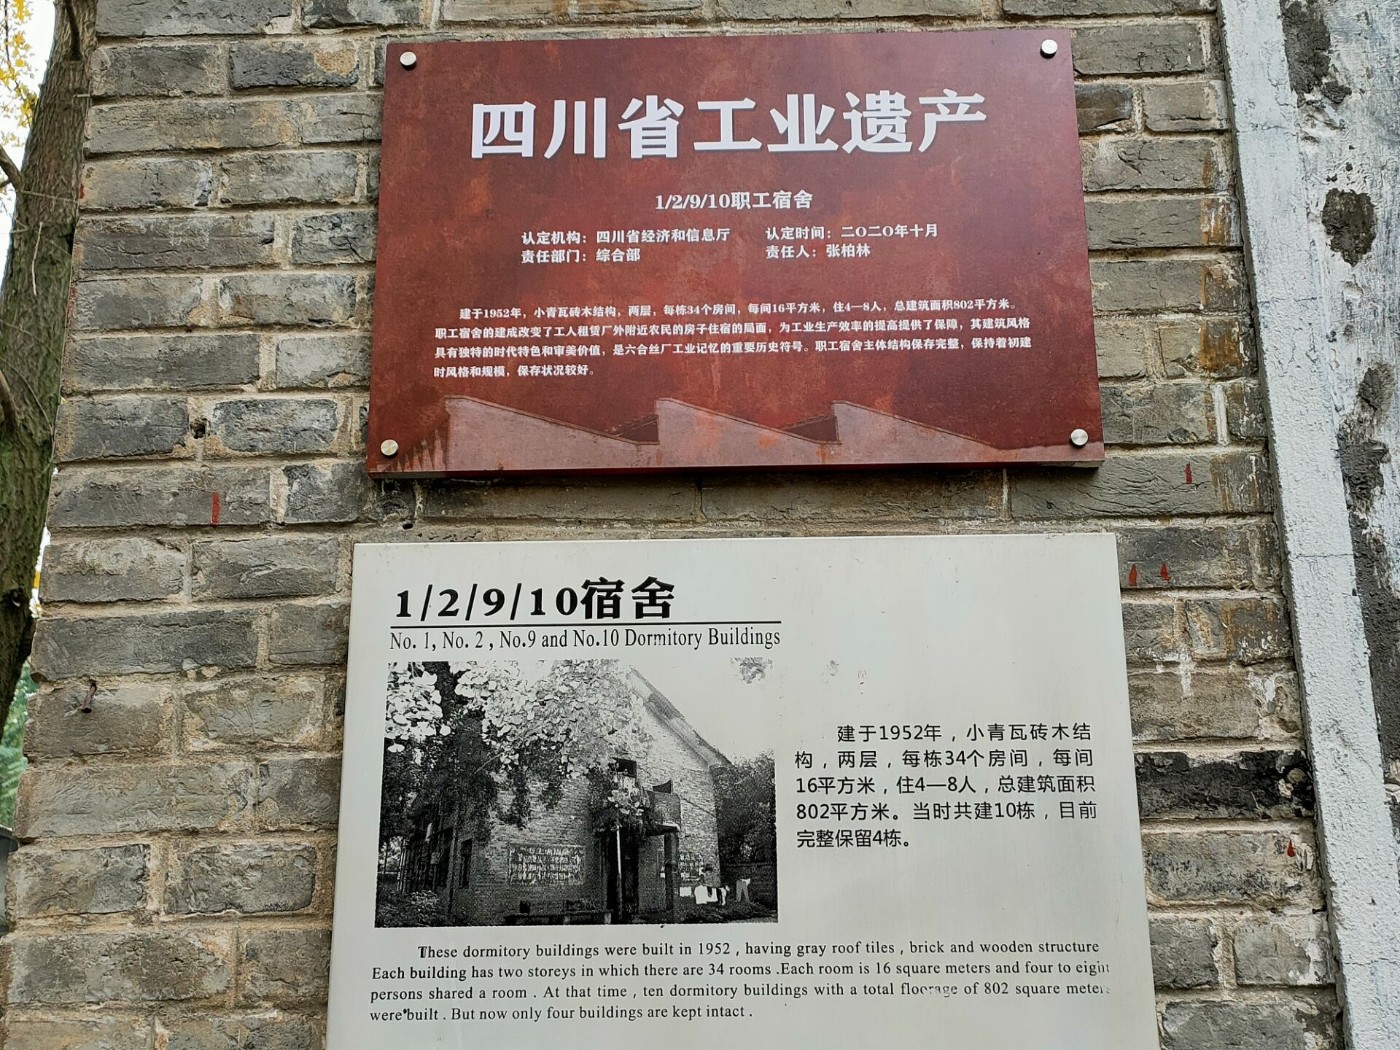 四川省工业遗产
1/2/9/10职工宿舍
认定机构：四川省经济和信息厅 认定时间：二〇二〇年十月
责任部门：综合部 责任人：张柏林
建于1952年，小青瓦砖木结构，两层，每栋34个房间，每间16平方米，住4—8人，总建筑面积802平方米。
职工宿舍的建成改变了工人租赁厂外附近农民的房子住宿的局面，为工业生产效率的提高提供了保障，其建筑风格
具有独特的时代特色和审美价值，是六合丝厂工业记忆的重要历史符号。职工宿舍主体结构保存完整，保持着初建
时风格和规模，保存状况较好。
1/2/9/10宿舍
No. 1, No. 2 , No.9 and No.10 Dormitory Buildings
建于1952年，小青瓦砖木结
构，两层，每栋34个房间，每间
16平方米，住4—8人，总建筑面积
802平方米。当时共建10栋，目前
完整保留4栋。
These dormitory buildings were built in 1952 , having gray roof tiles , brick and wooden structure
Each building has two storeys in which there are 34 rooms .Each room is 16 square meters and four to eight
persons shared a room . At that time , ten dormitory buildings with a total floorage of 802 square meters
were built . But now only four buildings are kept intact .